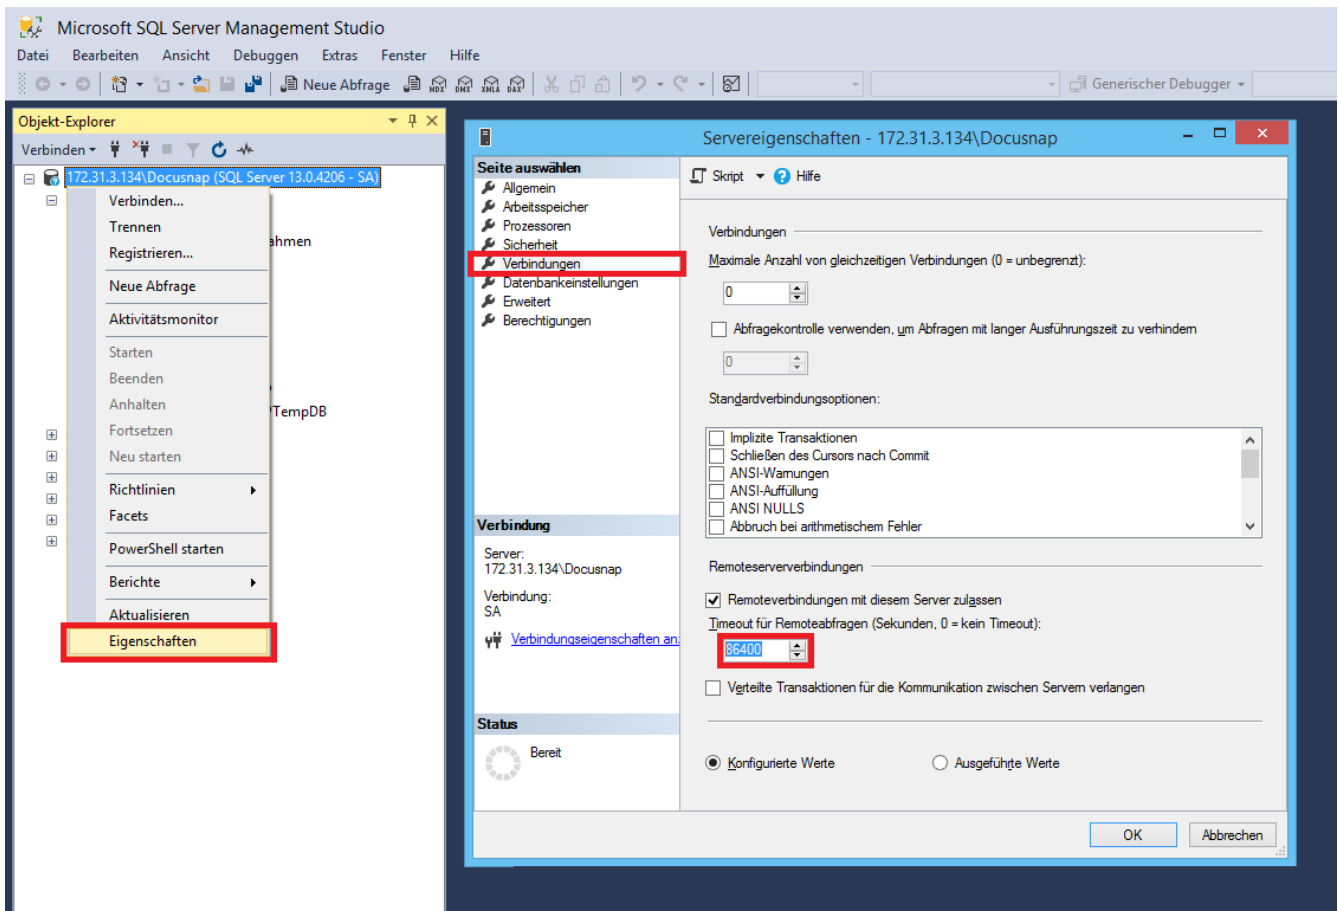 Microsoft SQL Server Management Studio
Datei Bearbeiten Ansicht Debuggen Extras Fenster Hilfe
Neue Abfrage MDX DMX XMLA DAX Generischer Debugger
Objekt-Explorer
Verbinden
172.31.3.134\Docusnap (SQL Server 13.0.4206 - SA)
Verbinden...
Trennen
ahmen
Registrieren...
Neue Abfrage
Aktivitätsmonitor
Starten
Beenden
Anhalten
TempDB
Fortsetzen
Neu starten
Richtlinien
Facets
PowerShell starten
Berichte
Aktualisieren
Eigenschaften
Servereigenschaften - 172.31.3.134\Docusnap
Seite auswählen
Allgemein
Arbeitsspeicher
Prozessoren
Sicherheit
Verbindungen
Datenbankeinstellungen
Erweitert
Berechtigungen
Verbindung
Server:
172.31.3.134\Docusnap
Verbindung:
SA
Verbindungseigenschaften an
Status
Bereit
Skript Hilfe
Verbindungen
Maximale Anzahl von gleichzeitigen Verbindungen (0 = unbegrenzt):
0
Abfragekontrolle verwenden, um Abfragen mit langer Ausführungszeit zu verhindern
0
Standardverbindungsoptionen:
Implizite Transaktionen
Schließen des Cursors nach Commit
ANSI-Warnungen
ANSI-Auffüllung
ANSI NULLS
Abbruch bei arithmetischem Fehler
Remoteserververbindungen
Remoteverbindungen mit diesem Server zulassen
Timeout für Remoteabfragen (Sekunden, 0 = kein Timeout):
86400
Verteilte Transaktionen für die Kommunikation zwischen Servern verlangen
Konfigurierte Werte Ausgeführte Werte
OK Abbrechen